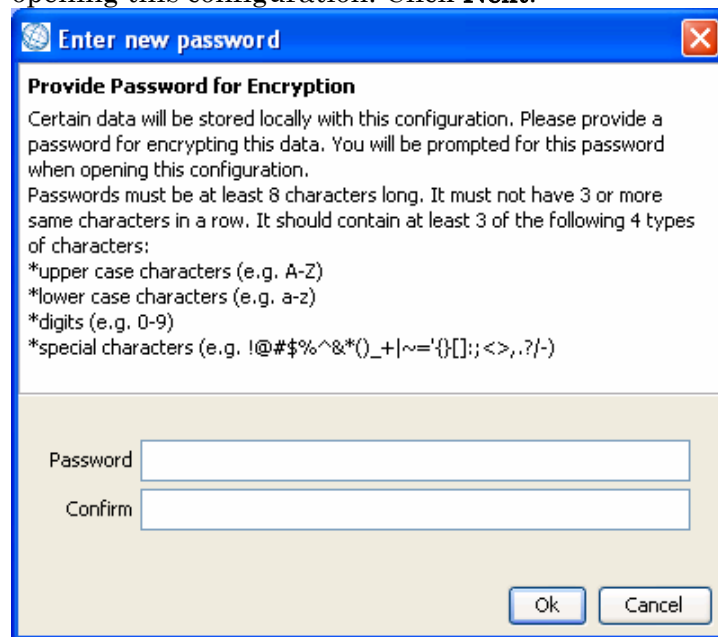 opening this configuration. Click Next.
Enter new password
Provide Password for Encryption
Certain data will be stored locally with this configuration. Please provide a
password for encrypting this data. You will be prompted for this password
when opening this configuration.
Passwords must be at least 8 characters long. It must not have 3 or more
same characters in a row. It should contain at least 3 of the following 4 types
of characters:
*upper case characters (e.g. A-Z)
*lower case characters (e.g. a-z)
*digits (e.g. 0-9)
*special characters (e.g. !@#$%^&*()_+|~='{}[]:;<>,.?/-)
Password
Confirm
Ok Cancel